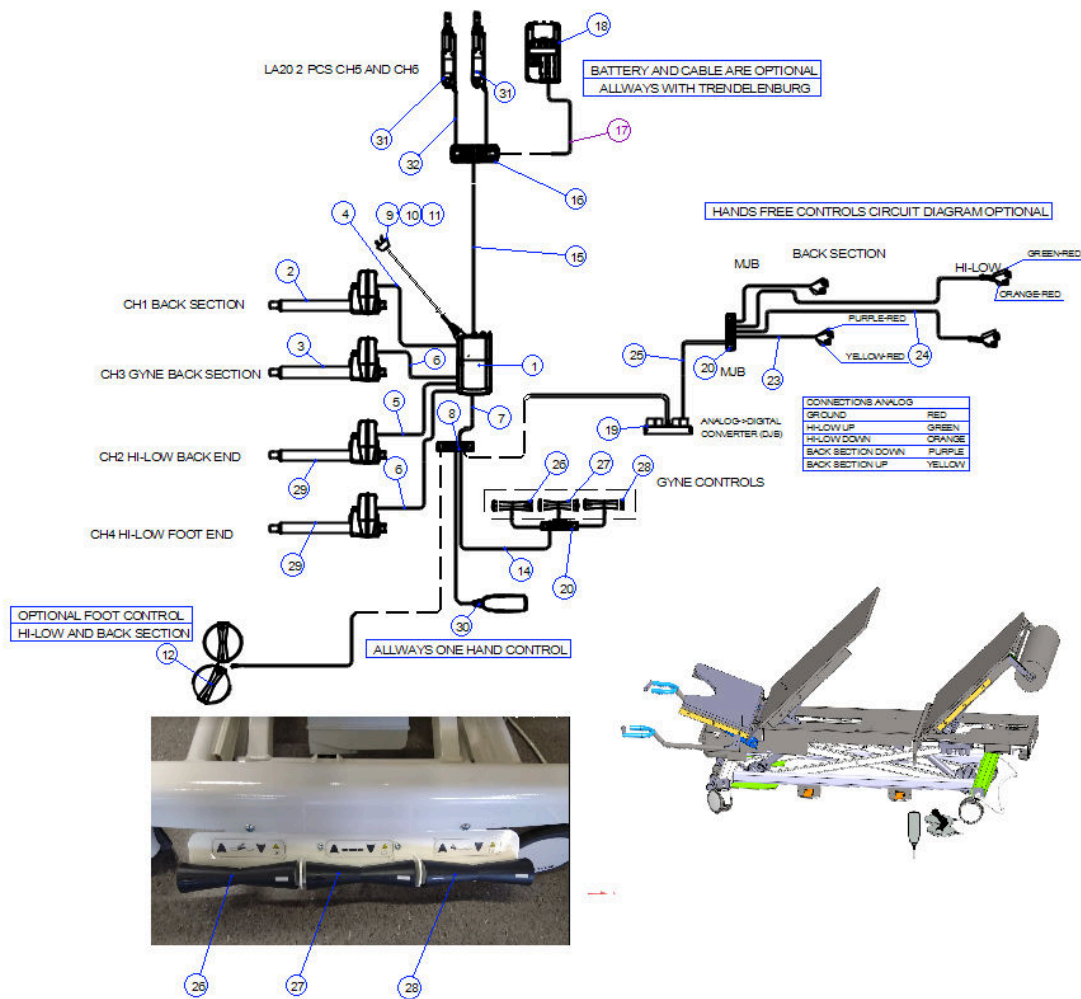 18
LA20 2 PCS CH5 AND CH6
31
31
BATTERY AND CABLE ARE OPTIONAL
ALLWAYS WITH TRENDELENBURG
17
32
16
4
9 10 11
HANDS FREE CONTROLS CIRCUIT DIAGRAM OPTIONAL
15
BACK SECTION
MJB
HI-LOW
GREEN-RED
ORANGE-RED
2
CH1 BACK SECTION
PURPLE-RED
3
6
1
25
20
MJB
YELLOW-RED
23
24
CH3 GYNE BACK SECTION
5
7
8
19
ANALOG->DIGITAL
CONVERTER (DJB)
CONNECTIONS ANALOG
GROUND RED
HI-LOW UP GREEN
HI-LOW DOWN ORANGE
BACK SECTION DOWN PURPLE
BACK SECTION UP YELLOW
CH2 HI-LOW BACK END
29
6
26
27
28
GYNE CONTROLS
CH4 HI-LOW FOOT END
29
14
20
OPTIONAL FOOT CONTROL
HI-LOW AND BACK SECTION
12
30
ALLWAYS ONE HAND CONTROL
26
27
28